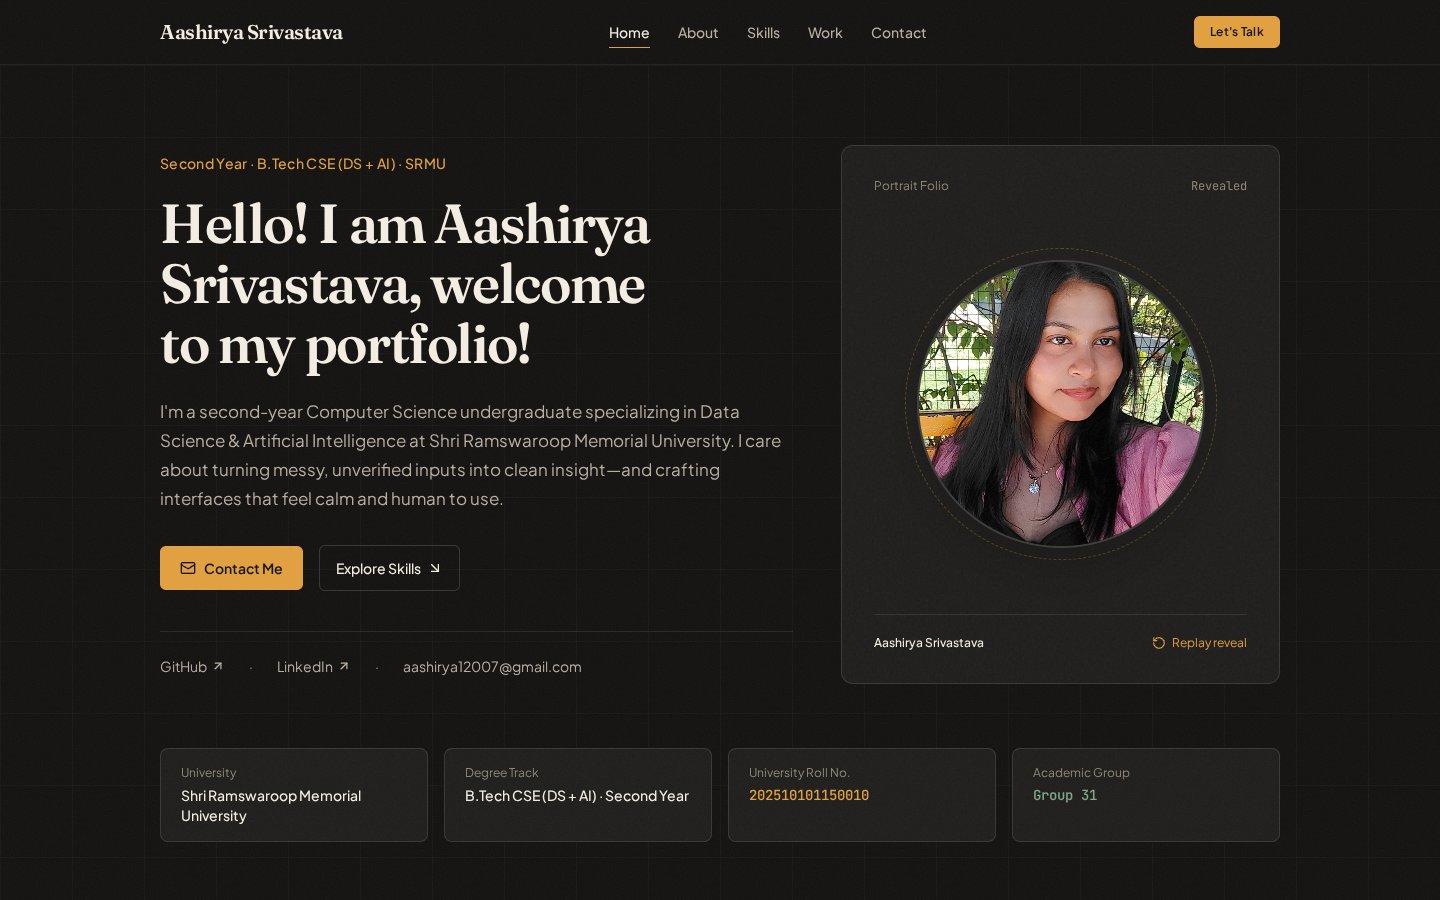 Aashirya Srivastava
Home
About
Skills
Work
Contact
Let's Talk
Second Year · B.Tech CSE (DS + AI) · SRMU
Hello! I am Aashirya
Srivastava, welcome
to my portfolio!
I'm a second-year Computer Science undergraduate specializing in Data
Science & Artificial Intelligence at Shri Ramswaroop Memorial University. I care
about turning messy, unverified inputs into clean insight—and crafting
interfaces that feel calm and human to use.
Contact Me
Explore Skills
GitHub · LinkedIn · aashirya12007@gmail.com
Portrait Folio
Revealed
Aashirya Srivastava
Replay reveal
University
Shri Ramswaroop Memorial
University
Degree Track
B.Tech CSE (DS + AI) · Second Year
University Roll No.
202510101150010
Academic Group
Group 31